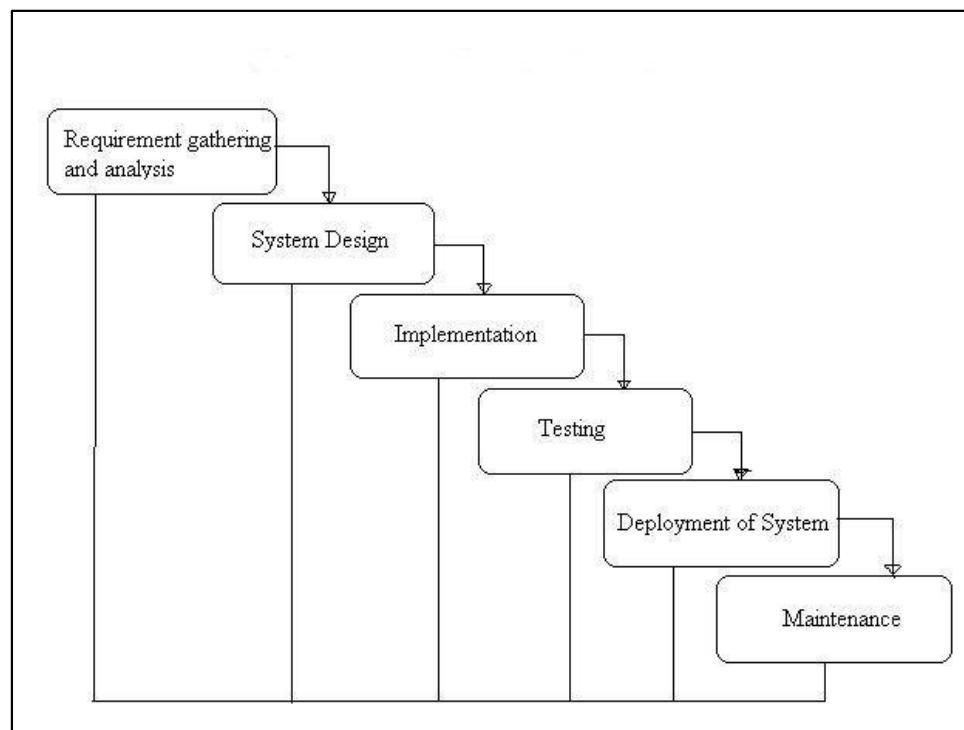 Requirement gathering
and analysis
System Design
Implementation
Testing
Deployment of System
Maintenance